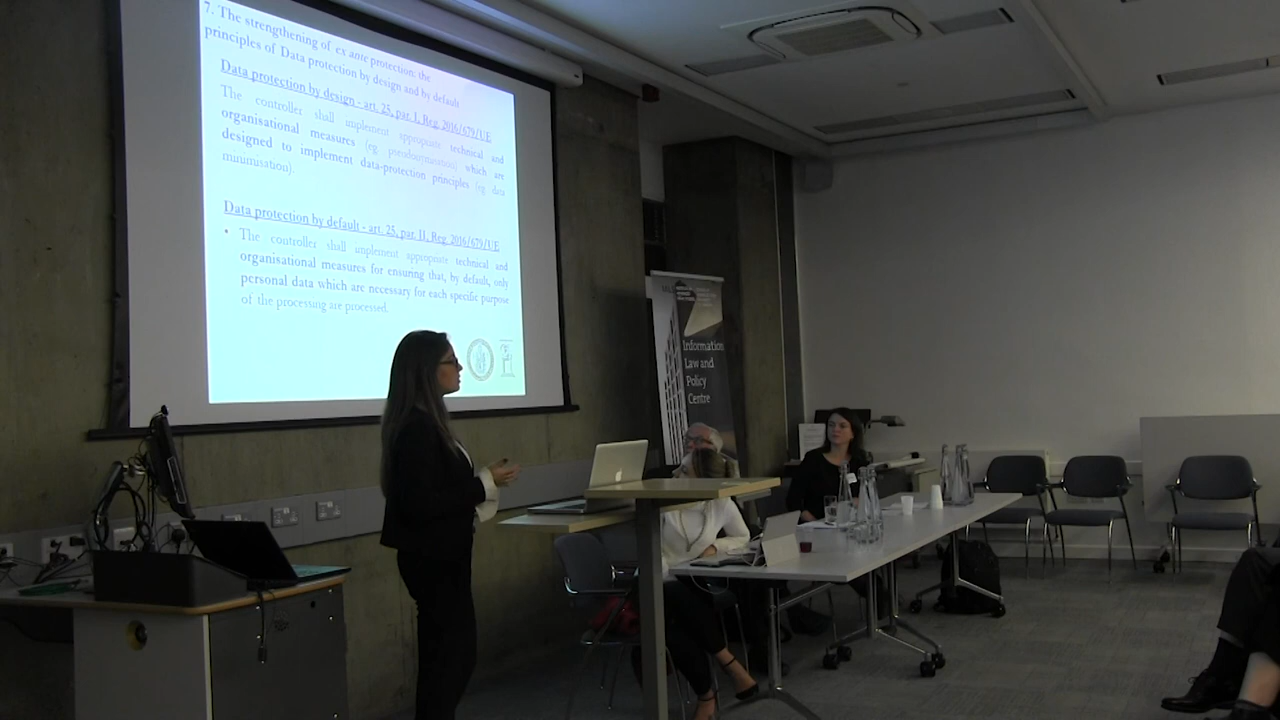 7. The strengthening of ex ante protection: the
principles of Data protection by design and by default
Data protection by design - art. 25, par. I, Reg. 2016/679/UE
The controller shall implement appropriate technical and
organisational measures (eg. pseudonymisation) which are
designed to implement data-protection principles (eg. data
minimisation).
Data protection by default - art. 25, par. II, Reg. 2016/679/UE
• The controller shall implement appropriate technical and
organisational measures for ensuring that, by default, only
personal data which are necessary for each specific purpose
of the processing are processed.
Information
Law and
Policy
Centre